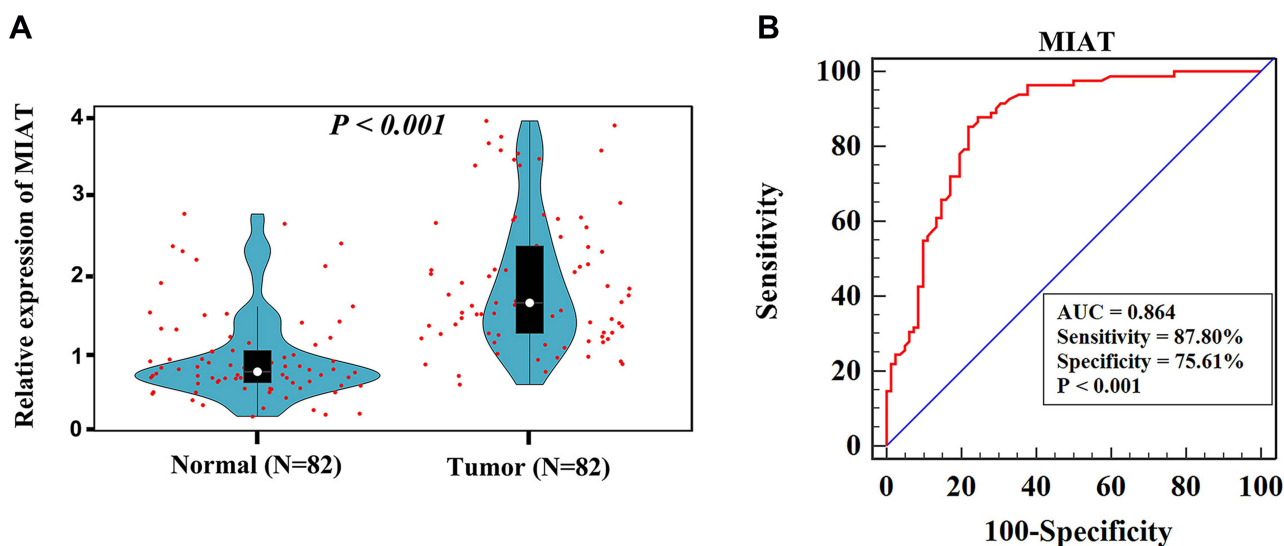 A
Relative expression of MIAT
4
3
2
1
0
P < 0.001
Normal (N=82)
Tumor (N=82)
B
MIAT
Sensitivity
100
80
60
40
20
0
AUC = 0.864
Sensitivity = 87.80%
Specificity = 75.61%
P < 0.001
0 20 40 60 80 100
100-Specificity